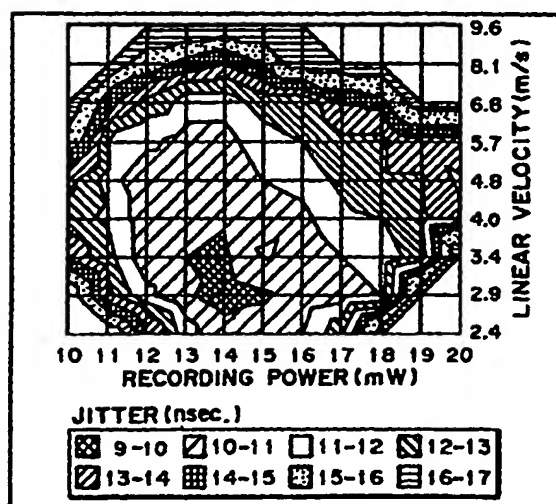 9.6
8.1
6.8
5.7
4.8
4.0
3.4
2.9
2.4
LINEAR VELOCITY (m/s)
10 11 12 13 14 15 16 17 18 19 20
RECORDING POWER (mW)
JITTER (nsec.)
9-10 10-11 11-12 12-13
13-14 14-15 15-16 16-17